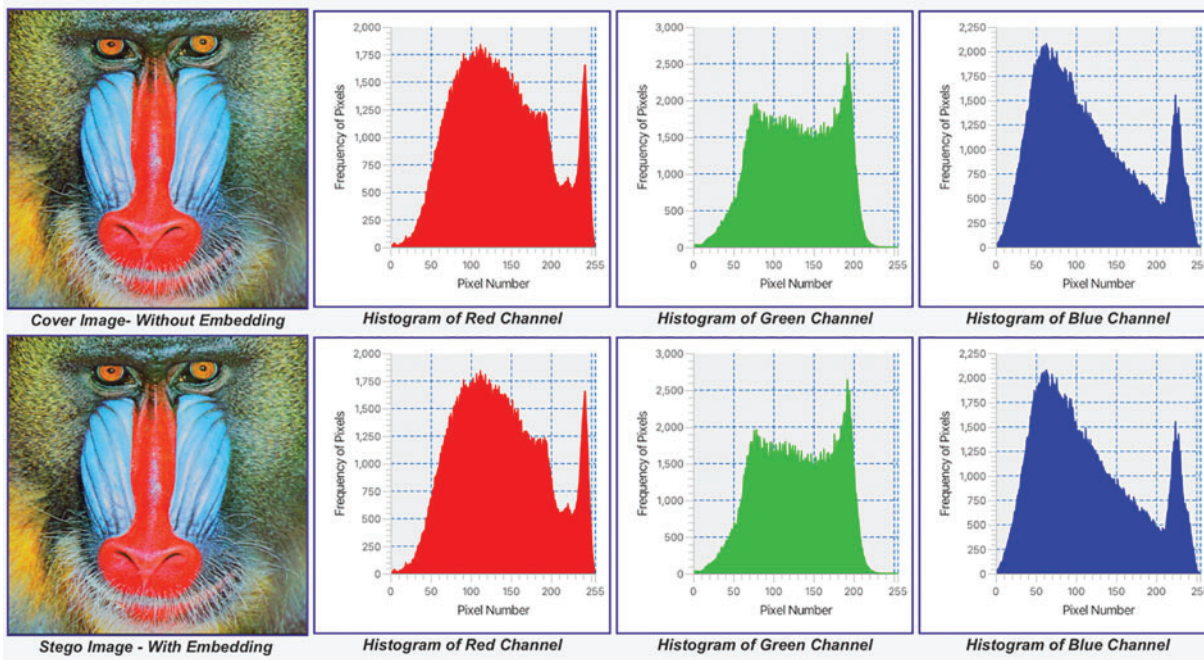 2,000
1,750
1,500
1,250
1,000
750
500
250
0
Frequency of Pixels
0 50 100 150 200 255
Pixel Number
3,000
2,500
2,000
1,500
1,000
500
0
Frequency of Pixels
0 50 100 150 200 255
Pixel Number
2,250
2,000
1,750
1,500
1,250
1,000
750
500
250
0
Frequency of Pixels
0 50 100 150 200 25
Pixel Number
Cover Image- Without Embedding
Histogram of Red Channel
Histogram of Green Channel
Histogram of Blue Channel
2,000
1,750
1,500
1,250
1,000
750
500
250
0
Frequency of Pixels
0 50 100 150 200 255
Pixel Number
3,000
2,500
2,000
1,500
1,000
500
0
Frequency of Pixels
0 50 100 150 200 255
Pixel Number
2,250
2,000
1,750
1,500
1,250
1,000
750
500
250
0
Frequency of Pixels
0 50 100 150 200 25
Pixel Number
Stego Image - With Embedding
Histogram of Red Channel
Histogram of Green Channel
Histogram of Blue Channel